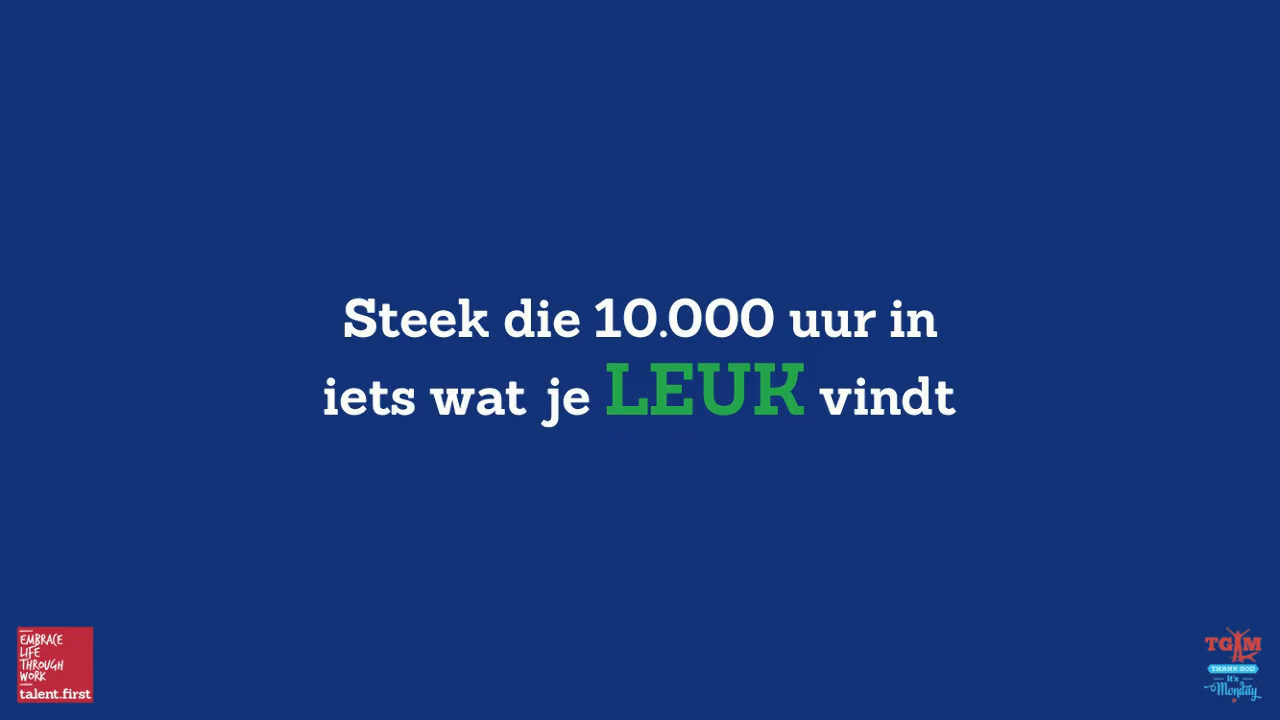 Steek die 10.000 uur in
iets wat je LEUK vindt
EMBRACE
LIFE
THROUGH
WORK
talent.first
TGIM
THANK GOD
it's
Monday